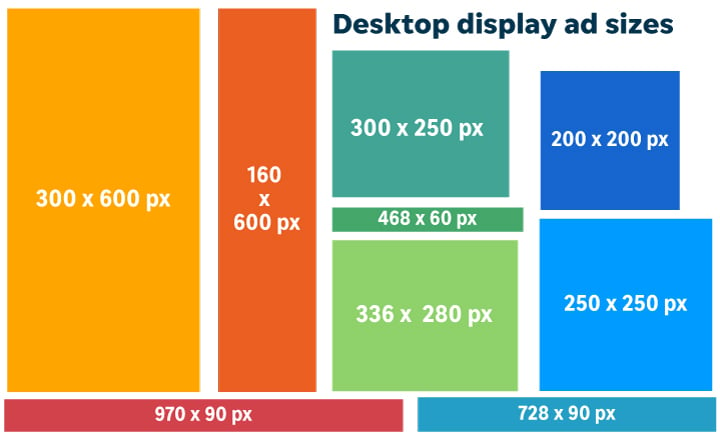 Desktop display ad sizes
300 x 600 px
160
x
600 px
300 x 250 px
200 x 200 px
468 x 60 px
336 x  280 px
250 x 250 px
970 x 90 px
728 x 90 px